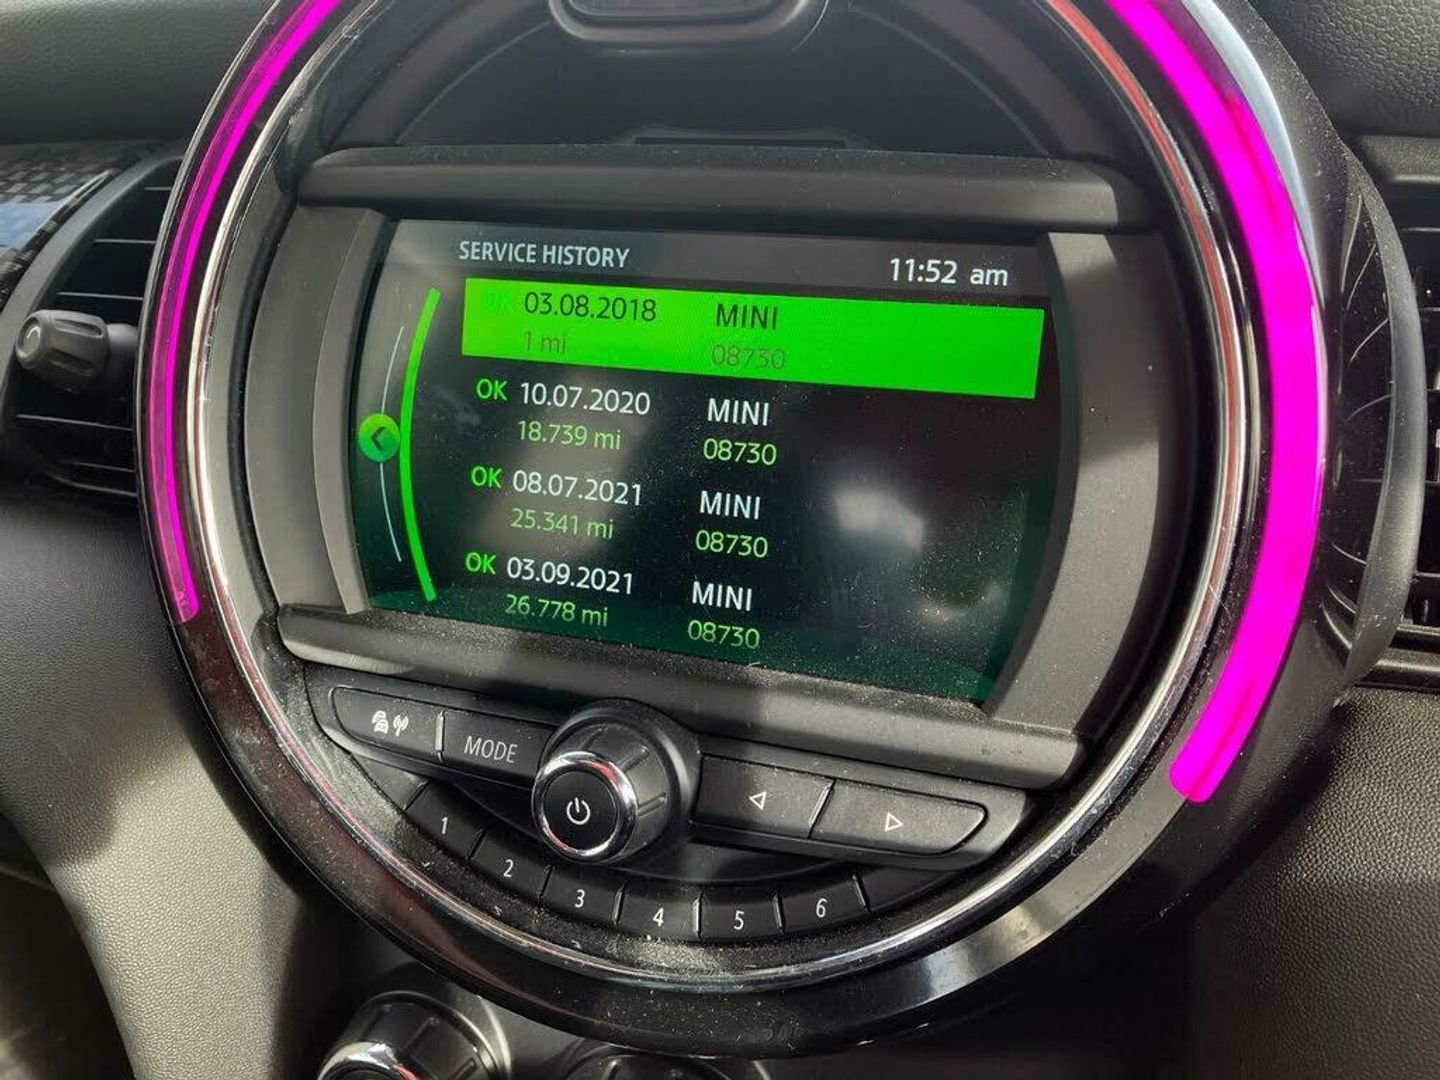 SERVICE HISTORY
11:52 am
OK 03.08.2018 MINI
1 mi 08730
OK 10.07.2020 MINI
18.739 mi 08730
OK 08.07.2021 MINI
25.341 mi 08730
OK 03.09.2021 MINI
26.778 mi 08730
MODE
1
2
3
4
5
6